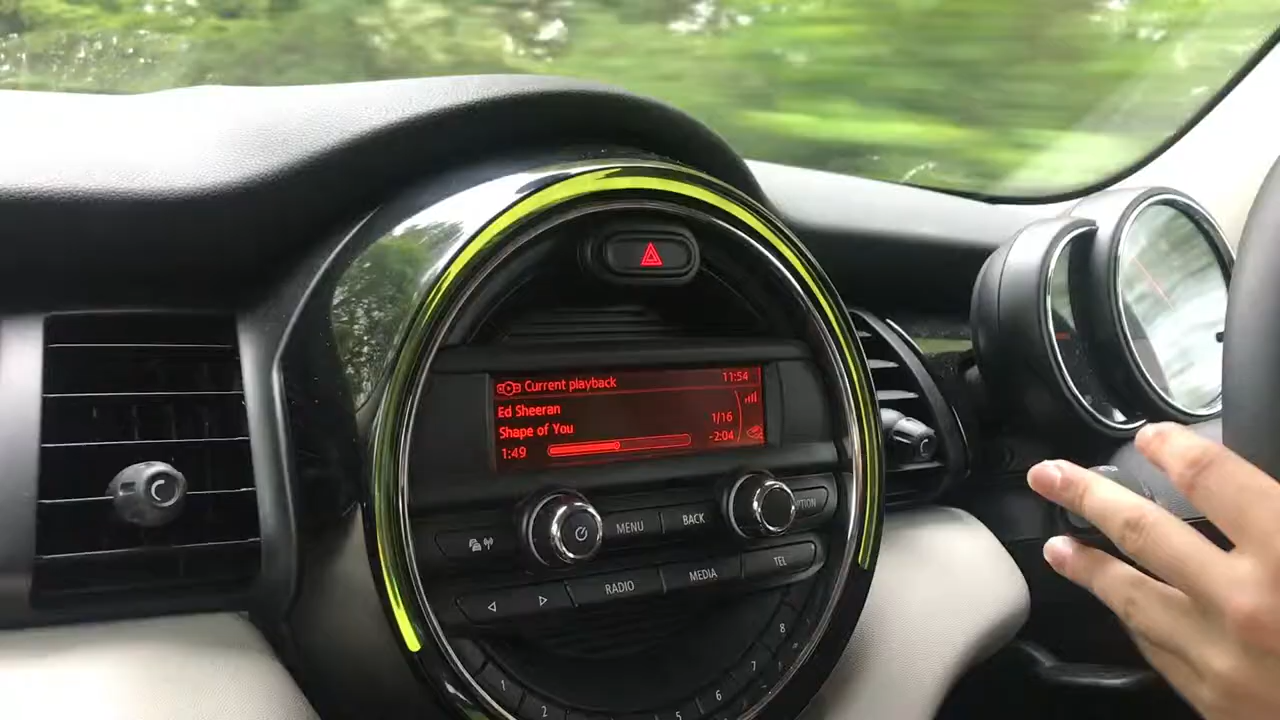 Current playback 11:54
Ed Sheeran
1/16
Shape of You
1:49 -2:04
MENU BACK
RADIO MEDIA TEL
1 2 5 6 7 8